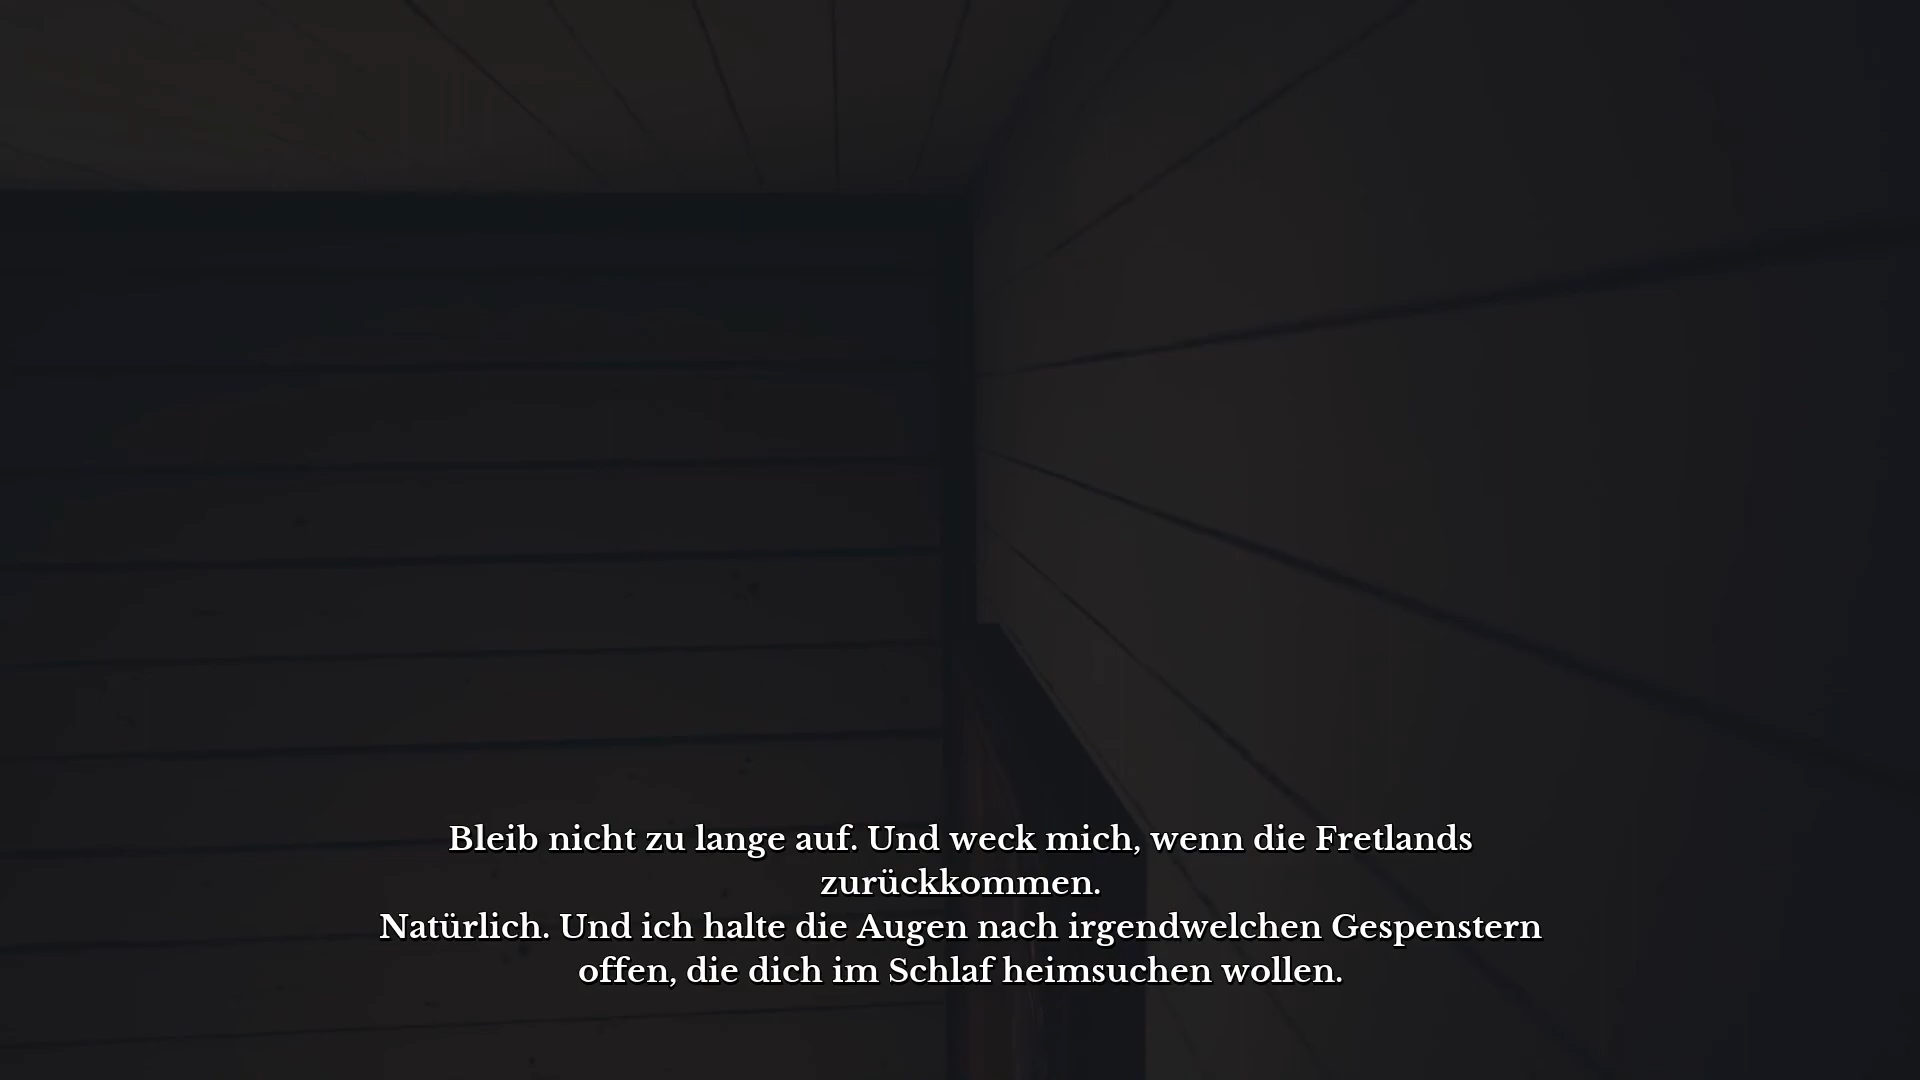 Bleib nicht zu lange auf. Und weck mich, wenn die Fretlands
zurückkommen.
Natürlich. Und ich halte die Augen nach irgendwelchen Gespenstern
offen, die dich im Schlaf heimsuchen wollen.